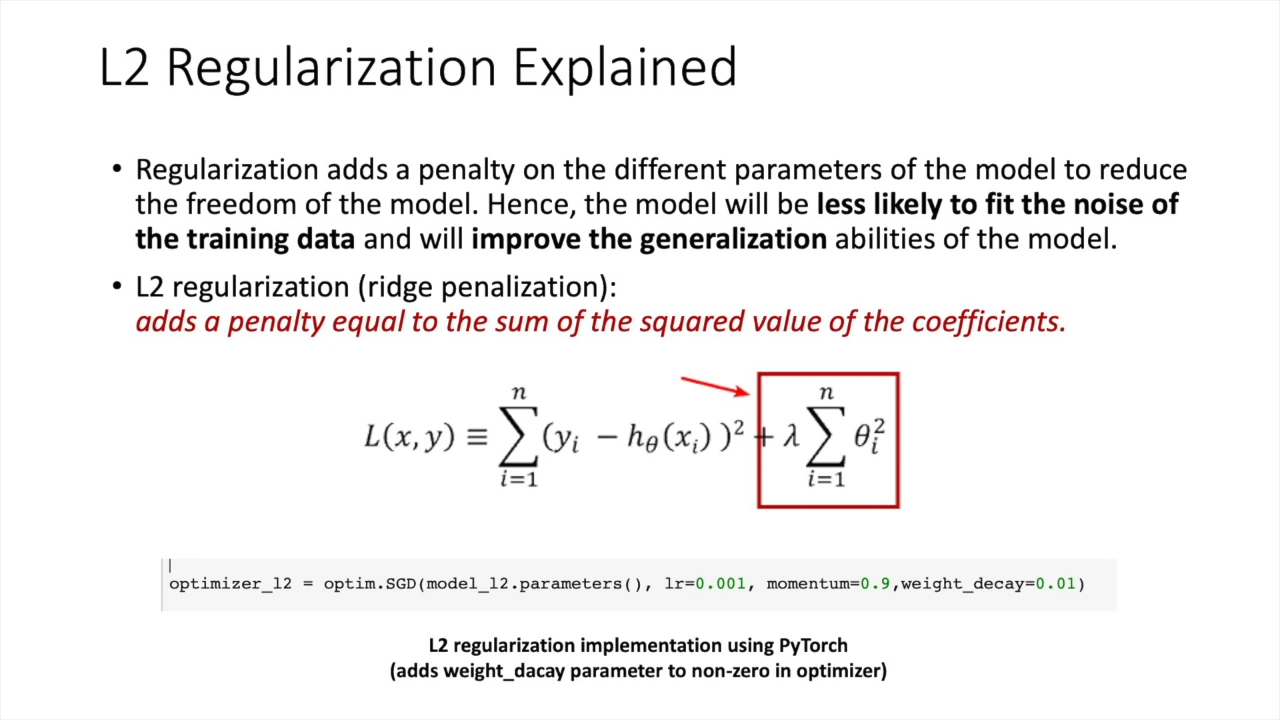 L2 Regularization Explained
• Regularization adds a penalty on the different parameters of the model to reduce
the freedom of the model. Hence, the model will be less likely to fit the noise of
the training data and will improve the generalization abilities of the model.
• L2 regularization (ridge penalization):
adds a penalty equal to the sum of the squared value of the coefficients.
L(x, y) ≡ ∑_{i=1}^{n} (y_i − h_θ(x_i))² + λ ∑_{i=1}^{n} θ_i²
optimizer_l2 = optim.SGD(model_l2.parameters(), lr=0.001, momentum=0.9,weight_decay=0.01)
L2 regularization implementation using PyTorch
(adds weight_dacay parameter to non-zero in optimizer)